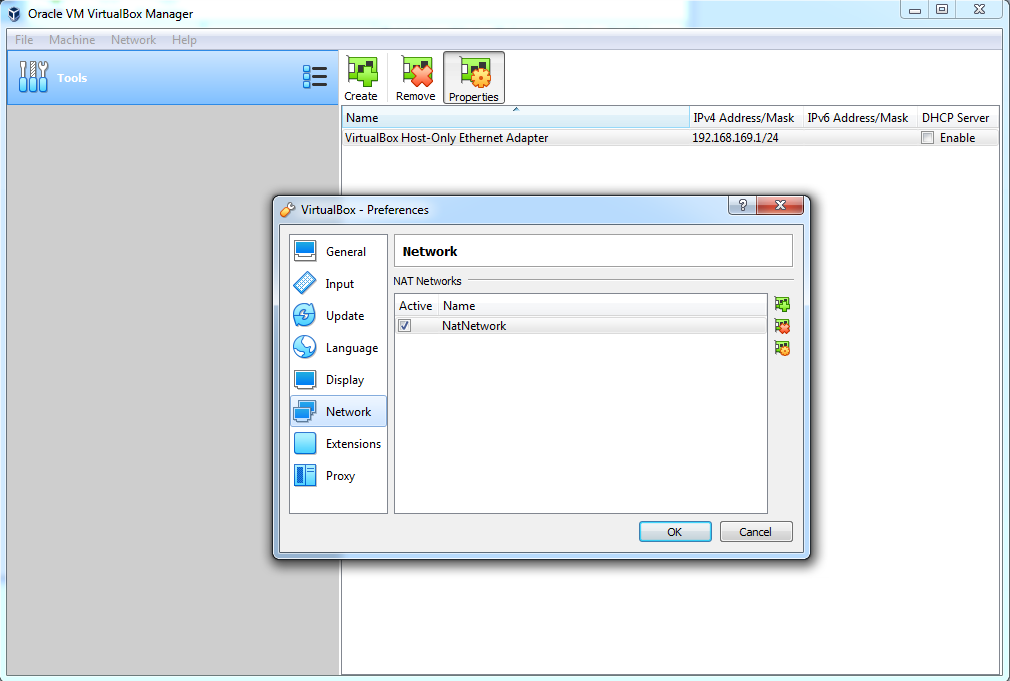 Oracle VM VirtualBox Manager
File Machine Network Help
Tools
Create Remove Properties
Name IPv4 Address/Mask IPv6 Address/Mask DHCP Server
VirtualBox Host-Only Ethernet Adapter 192.168.169.1/24 Enable
VirtualBox - Preferences ?
General
Input
Update
Language
Display
Network
Extensions
Proxy
Network
NAT Networks
Active Name
NatNetwork
OK Cancel